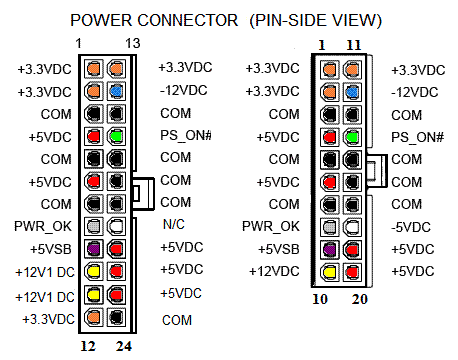 POWER CONNECTOR (PIN-SIDE VIEW)
1 13
+3.3VDC +3.3VDC
+3.3VDC -12VDC
COM COM
+5VDC PS_ON#
COM COM
+5VDC COM
COM COM
PWR_OK N/C
+5VSB +5VDC
+12V1 DC +5VDC
+12V1 DC +5VDC
+3.3VDC COM
12 24
1 11
+3.3VDC +3.3VDC
+3.3VDC -12VDC
COM COM
+5VDC PS_ON#
COM COM
+5VDC COM
COM COM
PWR_OK -5VDC
+5VSB +5VDC
+12VDC +5VDC
10 20